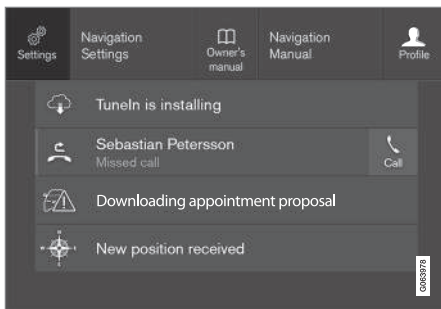 Settings
Navigation
Settings
Owner's
manual
Navigation
Manual
Profile
TuneIn is installing
Sebastian Petersson
Missed call
Call
Downloading appointment proposal
New position received
G063978